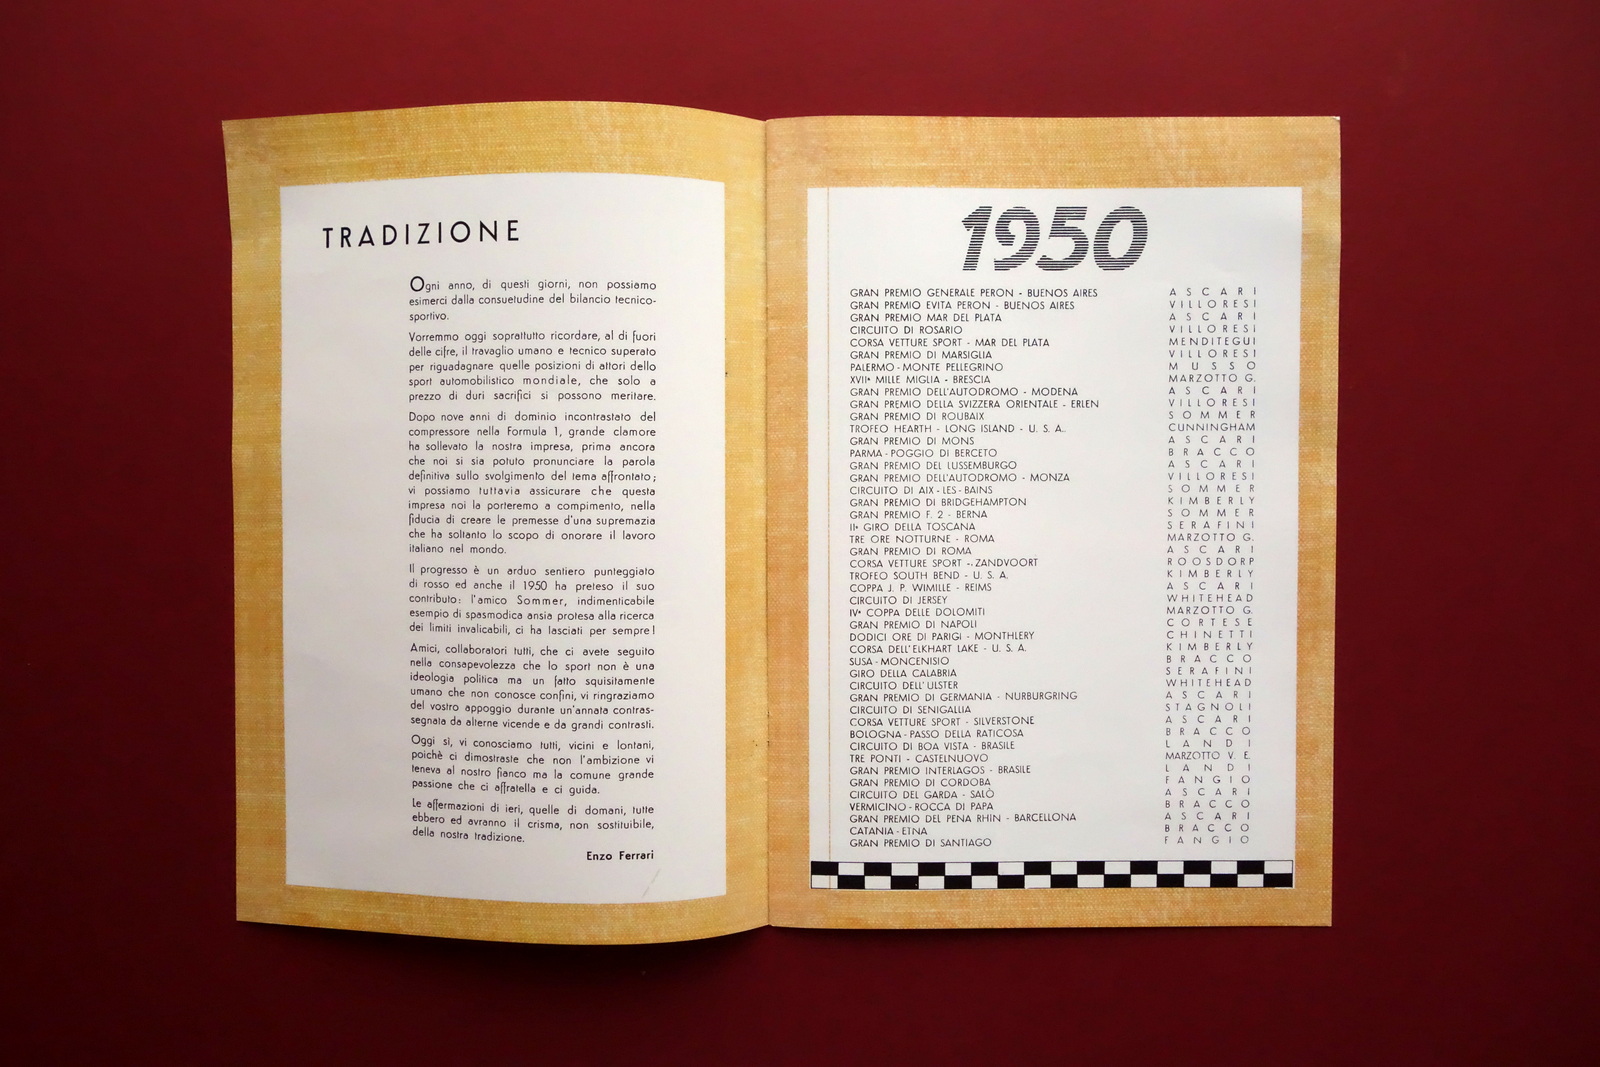 TRADIZIONE
Ogni anno, di questi giorni, non possiamo
esimerci dalla consuetudine del bilancio tecnico-
sportivo.
Vorremmo oggi soprattutto ricordare, al di fuori
delle cifre, il travaglio umano e tecnico superato
per riguadagnare quelle posizioni di attori dello
sport automobilistico mondiale, che solo a
prezzo di duri sacrifici si possono meritare.
Dopo nove anni di dominio incontrastato del
compressore nella Formula 1, grande clamore
ha sollevato la nostra impresa, prima ancora
che noi si sia potuto pronunciare la parola
definitiva sullo svolgimento del tema affrontato;
vi possiamo tuttavia assicurare che questa
impresa noi la porteremo a compimento, nella
fiducia di creare le premesse d'una supremazia
che ha soltanto lo scopo di onorare il lavoro
italiano nel mondo.
Il progresso è un arduo sentiero punteggiato
di rosso ed anche il 1950 ha preteso il suo
contributo: l'amico Sommer, indimenticabile
esempio di spasmodica ansia protesa alla ricerca
dei limiti invalicabili, ci ha lasciati per sempre!
Amici, collaboratori tutti, che ci avete seguito
nella consapevolezza che lo sport non è una
ideologia politica ma un fatto squisitamente
umano che non conosce confini, vi ringraziamo
del vostro appoggio durante un'annata contras-
segnata da alterne vicende e da grandi contrasti.
Oggi sì, vi conosciamo tutti, vicini e lontani,
poichè ci dimostraste che non l'ambizione vi
teneva al nostro fianco ma la comune grande
passione che ci affratella e ci guida.
Le affermazioni di ieri, quelle di domani, tutte
ebbero ed avranno il crisma, non sostituibile,
della nostra tradizione.
Enzo Ferrari
1950
GRAN PREMIO GENERALE PERON - BUENOS AIRES ASCARI
GRAN PREMIO EVITA PERON - BUENOS AIRES VILLORESI
GRAN PREMIO MAR DEL PLATA ASCARI
CIRCUITO DI ROSARIO VILLORESI
CORSA VETTURE SPORT - MAR DEL PLATA MENDITEGUI
GRAN PREMIO DI MARSIGLIA VILLORESI
PALERMO - MONTE PELLEGRINO MUSSO
XVIIª MILLE MIGLIA - BRESCIA MARZOTTO G.
GRAN PREMIO DELL'AUTODROMO - MODENA ASCARI
GRAN PREMIO DELLA SVIZZERA ORIENTALE - ERLEN VILLORESI
GRAN PREMIO DI ROUBAIX SOMMER
TROFEO HEARTH - LONG ISLAND - U. S. A.. CUNNINGHAM
GRAN PREMIO DI MONS ASCARI
PARMA - POGGIO DI BERCETO BRACCO
GRAN PREMIO DEL LUSSEMBURGO ASCARI
GRAN PREMIO DELL'AUTODROMO - MONZA VILLORESI
CIRCUITO DI AIX - LES - BAINS SOMMER
GRAN PREMIO DI BRIDGEHAMPTON KIMBERLY
GRAN PREMIO F. 2 - BERNA SOMMER
IIº GIRO DELLA TOSCANA SERAFINI
TRE ORE NOTTURNE - ROMA MARZOTTO G.
GRAN PREMIO DI ROMA ASCARI
CORSA VETTURE SPORT - ZANDVOORT ROOSDORP
TROFEO SOUTH BEND - U. S. A. KIMBERLY
COPPA J. P. WIMILLE - REIMS ASCARI
CIRCUITO DI JERSEY WHITEHEAD
IVª COPPA DELLE DOLOMITI MARZOTTO G.
GRAN PREMIO DI NAPOLI CORTESE
DODICI ORE DI PARIGI - MONTHLERY CHINETTI
CORSA DELL'ELKHART LAKE - U. S. A. KIMBERLY
SUSA - MONCENISIO BRACCO
GIRO DELLA CALABRIA SERAFINI
CIRCUITO DELL'ULSTER WHITEHEAD
GRAN PREMIO DI GERMANIA - NURBURGRING ASCARI
CIRCUITO DI SENIGALLIA STAGNOLI
CORSA VETTURE SPORT - SILVERSTONE ASCARI
BOLOGNA - PASSO DELLA RATICOSA BRACCO
CIRCUITO DI BOA VISTA - BRASILE LANDI
TRE PONTI - CASTELNUOVO MARZOTTO V. E.
GRAN PREMIO INTERLAGOS - BRASILE LANDI
GRAN PREMIO DI CORDOBA FANGIO
CIRCUITO DEL GARDA - SALÒ ASCARI
VERMICINO - ROCCA DI PAPA BRACCO
GRAN PREMIO DEL PENA RHIN - BARCELLONA ASCARI
CATANIA - ETNA BRACCO
GRAN PREMIO DI SANTIAGO FANGIO